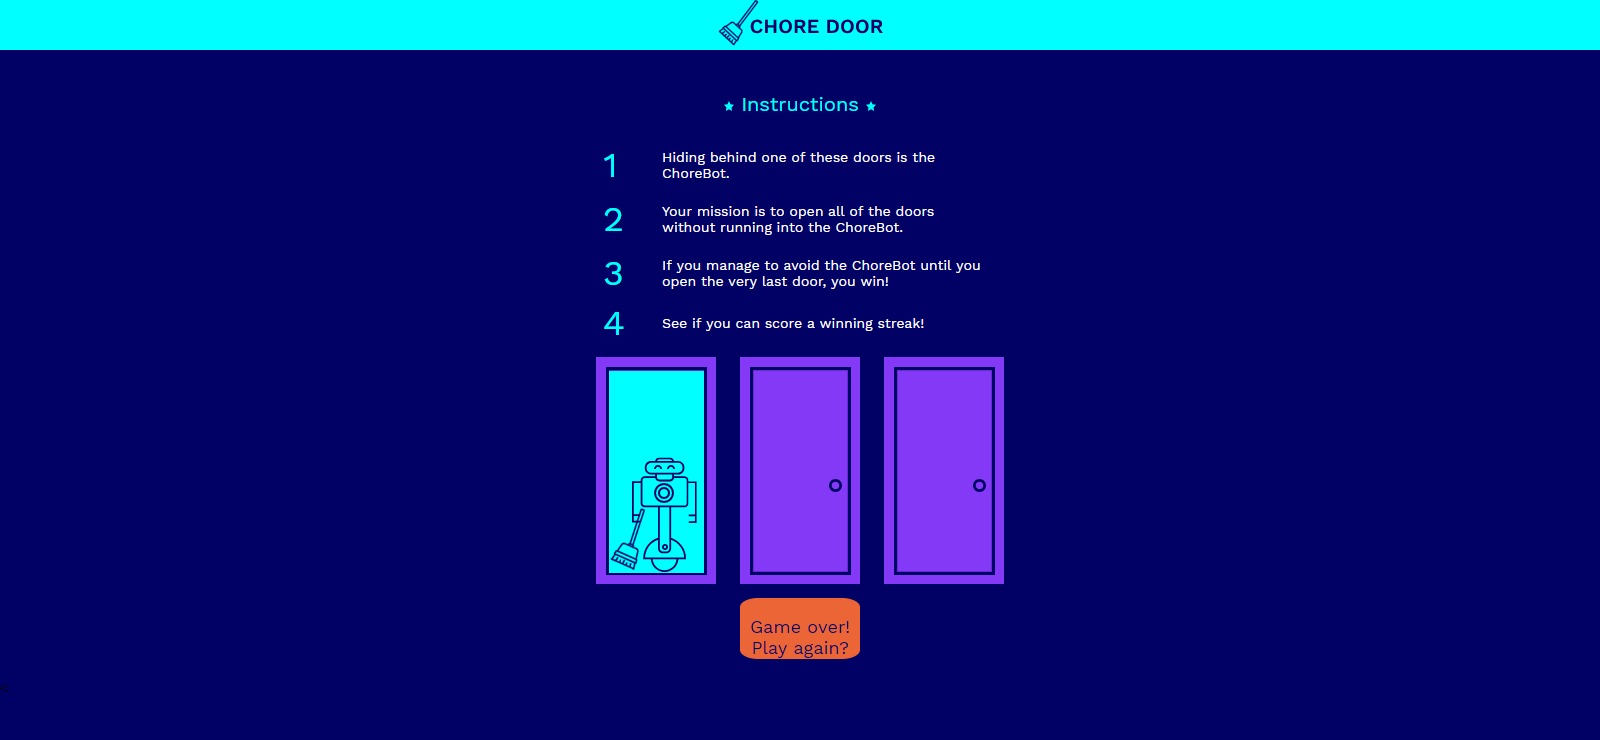 CHORE DOOR
Instructions
1
Hiding behind one of these doors is the
ChoreBot.
2
Your mission is to open all of the doors
without running into the ChoreBot.
3
If you manage to avoid the ChoreBot until you
open the very last door, you win!
4
See if you can score a winning streak!
Game over!
Play again?